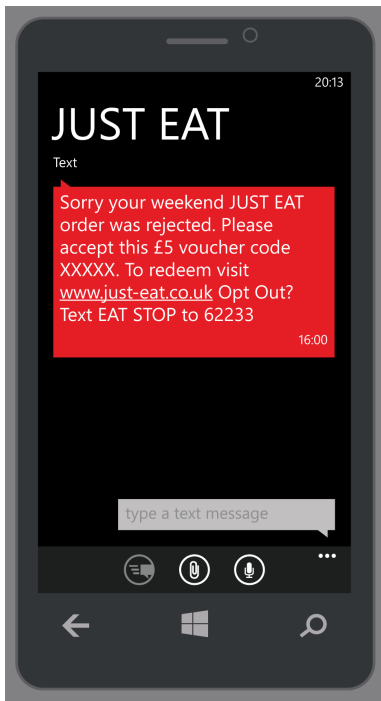 20:13
JUST EAT
Text
Sorry your weekend JUST EAT
order was rejected. Please
accept this £5 voucher code
XXXXX. To redeem visit
www.just-eat.co.uk Opt Out?
Text EAT STOP to 62233
16:00
type a text message